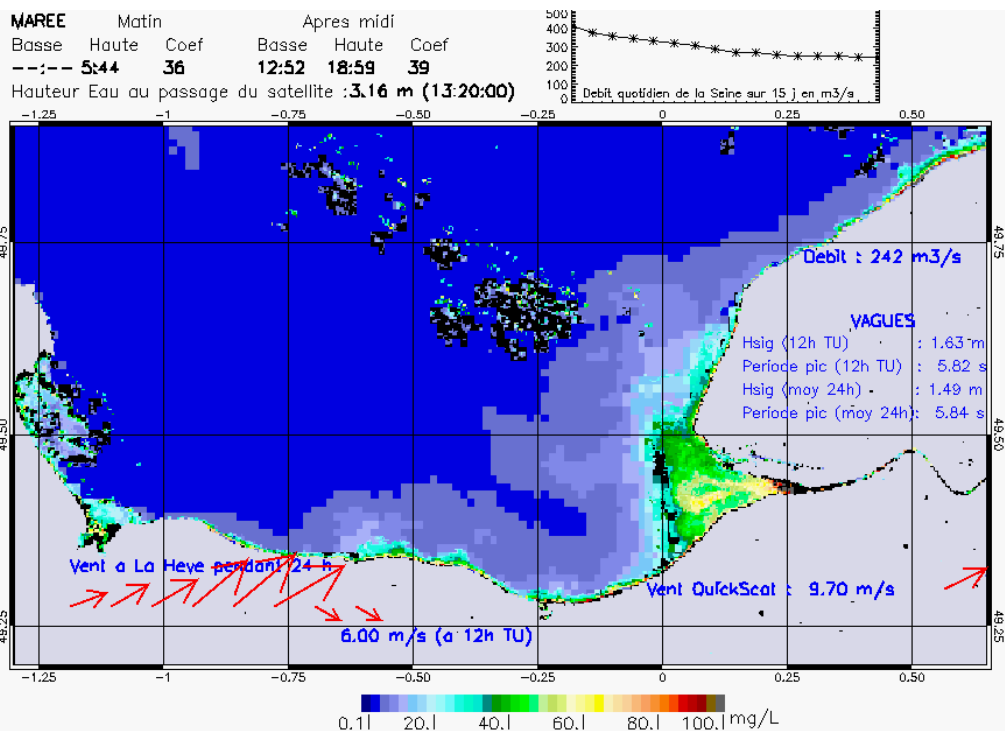 MAREE Matin Apres midi
Basse Haute Coef Basse Haute Coef
--:-- 5:44 36 12:52 18:59 39
Hauteur Eau au passage du satellite :3.16 m (13:20:00)
500
400
300
200
100
0
Debit quotidien de la Seine sur 15 j en m3/s
-1.25 -1 -0.75 -0.50 -0.25 0 0.25 0.50
49.75 49.75
Debit : 242 m3/s
VAGUES
Hsig (12h TU) : 1.63 m
Periode pic (12h TU) : 5.82 s
Hsig (moy 24h) - : 1.49 m
Periode pic (moy 24h): 5.84 s
49.50 49.50
Vent a La Heve pendant 24 h
Vent QuickScat : 9.70 m/s
6.00 m/s (a 12h TU)
49.25 49.25
-1.25 -1 -0.75 -0.50 -0.25 0 0.25 0.50
0.1 20.1 40.1 60.1 80.1 100.1 mg/L